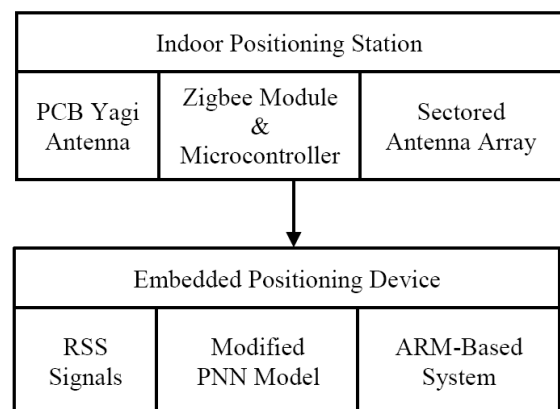 Indoor Positioning Station
PCB Yagi
Antenna
Zigbee Module
&
Microcontroller
Sectored
Antenna Array
Embedded Positioning Device
RSS
Signals
Modified
PNN Model
ARM-Based
System